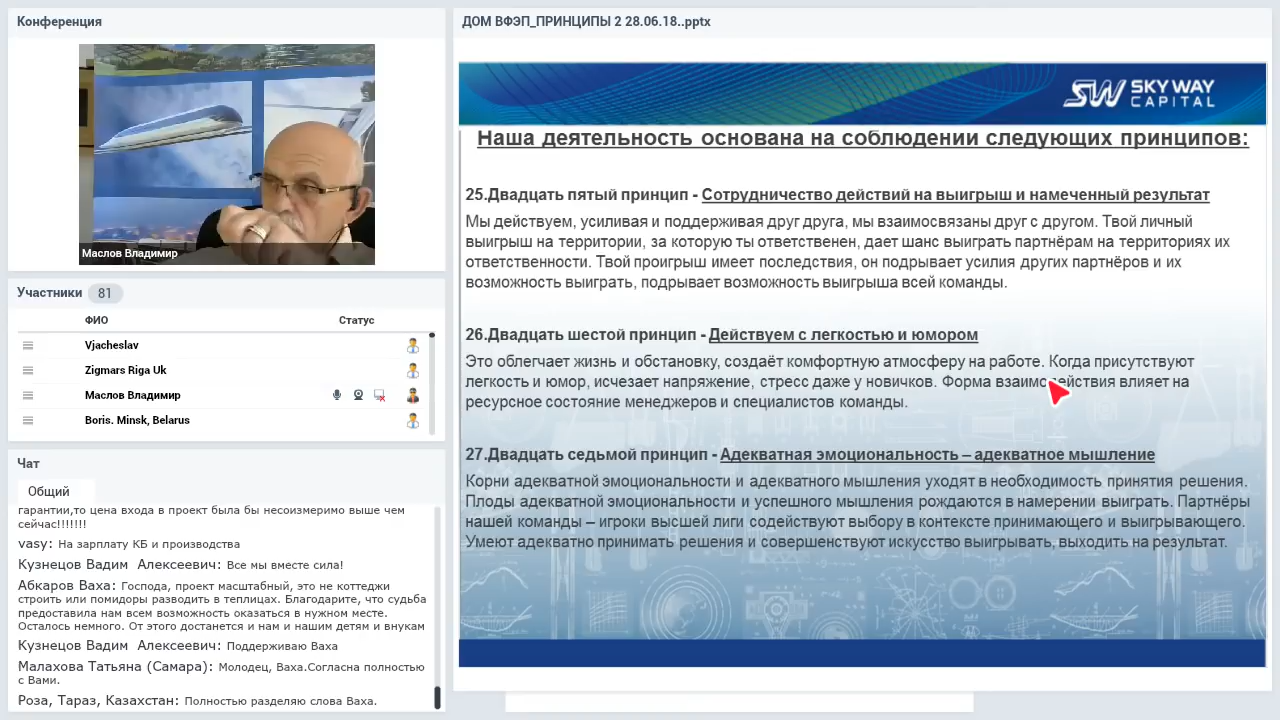 Конференция
Маслов Владимир
Участники 81
ФИО Статус
Vjacheslav
Zigmars Riga Uk
Маслов Владимир
Boris. Minsk, Belarus
Чат
Общий
гарантии,то цена входа в проект была бы несоизмеримо выше чем
сейчас!!!!!!!
vasy: На зарплату КБ и производства
Кузнецов Вадим Алексеевич: Все мы вместе сила!
Абкаров Ваха: Господа, проект масштабный, это не коттеджи
строить или помидоры разводить в теплицах. Благодарите, что судьба
предоставила нам всем возможность оказаться в нужном месте.
Осталось немного. От этого достанется и нам и нашим детям и внукам
Кузнецов Вадим Алексеевич: Поддерживаю Ваха
Малахова Татьяна (Самара): Молодец, Ваха.Согласна полностью
с Вами.
Роза, Тараз, Казахстан: Полностью разделяю слова Ваха.
ДОМ ВФЭП_ПРИНЦИПЫ 2 28.06.18..pptx
SW SKY WAY
CAPITAL
Наша деятельность основана на соблюдении следующих принципов:
25.Двадцать пятый принцип - Сотрудничество действий на выигрыш и намеченный результат
Мы действуем, усиливая и поддерживая друг друга, мы взаимосвязаны друг с другом. Твой личный
выигрыш на территории, за которую ты ответственен, дает шанс выиграть партнёрам на территориях их
ответственности. Твой проигрыш имеет последствия, он подрывает усилия других партнёров и их
возможность выиграть, подрывает возможность выигрыша всей команды.
26.Двадцать шестой принцип - Действуем с легкостью и юмором
Это облегчает жизнь и обстановку, создаёт комфортную атмосферу на работе. Когда присутствуют
легкость и юмор, исчезает напряжение, стресс даже у новичков. Форма взаимодействия влияет на
ресурсное состояние менеджеров и специалистов команды.
27.Двадцать седьмой принцип - Адекватная эмоциональность – адекватное мышление
Корни адекватной эмоциональности и адекватного мышления уходят в необходимость принятия решения.
Плоды адекватной эмоциональности и успешного мышления рождаются в намерении выиграть. Партнёры
нашей команды – игроки высшей лиги содействуют выбору в контексте принимающего и выигрывающего.
Умеют адекватно принимать решения и совершенствуют искусство выигрывать, выходить на результат.